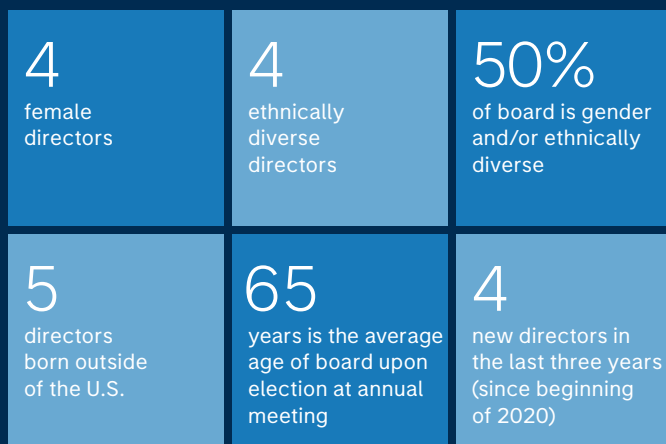 4
female
directors
4
ethnically
diverse
directors
50%
of board is gender
and/or ethnically
diverse
5
directors
born outside
of the U.S.
65
years is the average
age of board upon
election at annual
meeting
4
new directors in
the last three years
(since beginning
of 2020)